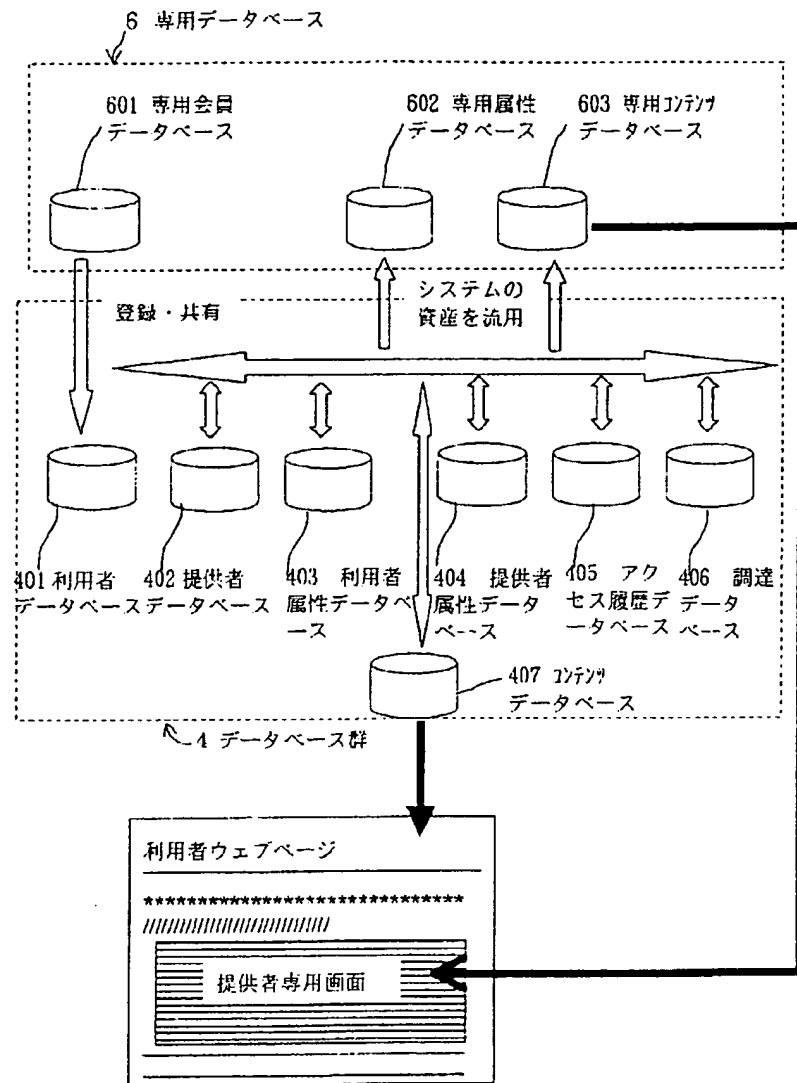 6 専用データベース
601 専用会員
データベース
602 専用属性
データベース
603 専用コンテンツ
データベース
登録・共有
システムの
資産を流用
401 利用者
データベース
402 提供者
データベース
403 利用者
属性データベ
ース
404 提供者
属性データ
ベース
405 アク
セス履歴デ
ータベース
406 調達
データ
ベース
407 コンテンツ
データベース
4 データベース群
利用者ウェブページ
******************************
/////////////////////////////
提供者専用画面